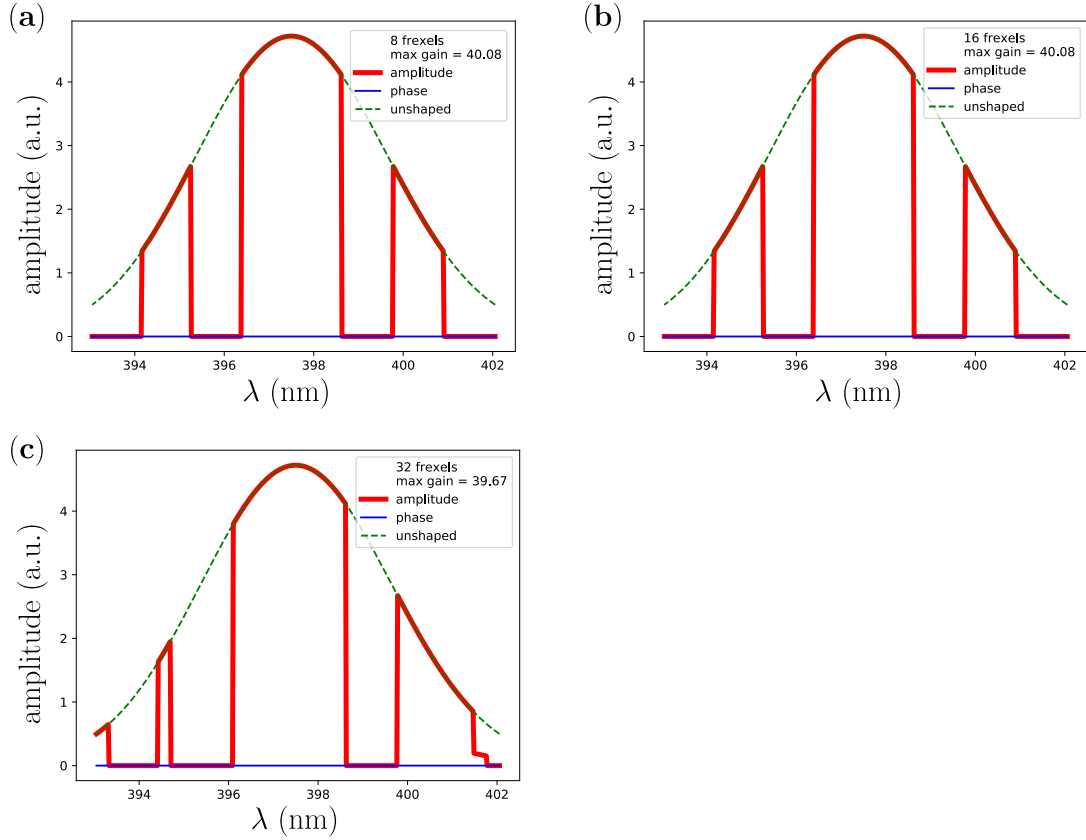 (a)
8 frexels
max gain = 40.08
amplitude
phase
unshaped
amplitude (a.u.)
4
3
2
1
0
394
396
398
400
402
λ (nm)
(b)
16 frexels
max gain = 40.08
amplitude
phase
unshaped
amplitude (a.u.)
4
3
2
1
0
394
396
398
400
402
λ (nm)
(c)
32 frexels
max gain = 39.67
amplitude
phase
unshaped
amplitude (a.u.)
4
3
2
1
0
394
396
398
400
402
λ (nm)